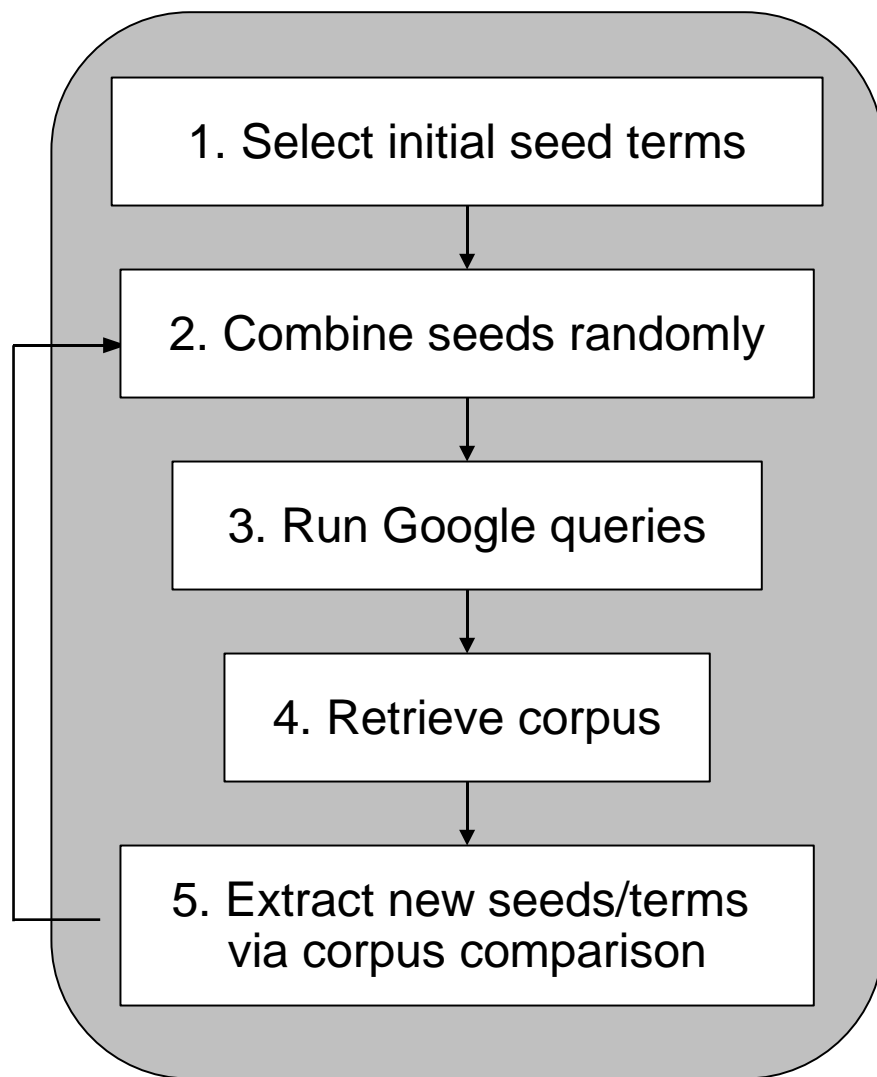 1. Select initial seed terms
2. Combine seeds randomly
3. Run Google queries
4. Retrieve corpus
5. Extract new seeds/terms
via corpus comparison